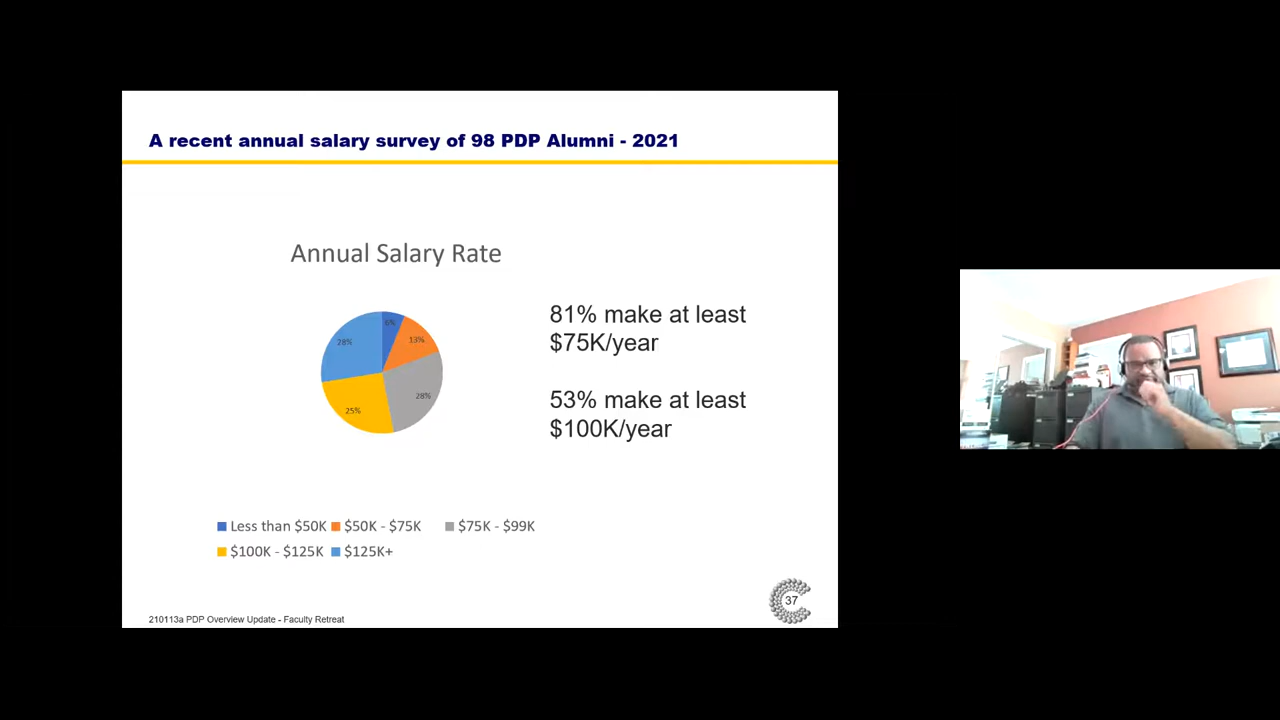 A recent annual salary survey of 98 PDP Alumni - 2021
Annual Salary Rate
6%
13%
28%
25%
28%
81% make at least
$75K/year
53% make at least
$100K/year
Less than $50K $50K - $75K $75K - $99K
$100K - $125K $125K+
37
210113a PDP Overview Update - Faculty Retreat